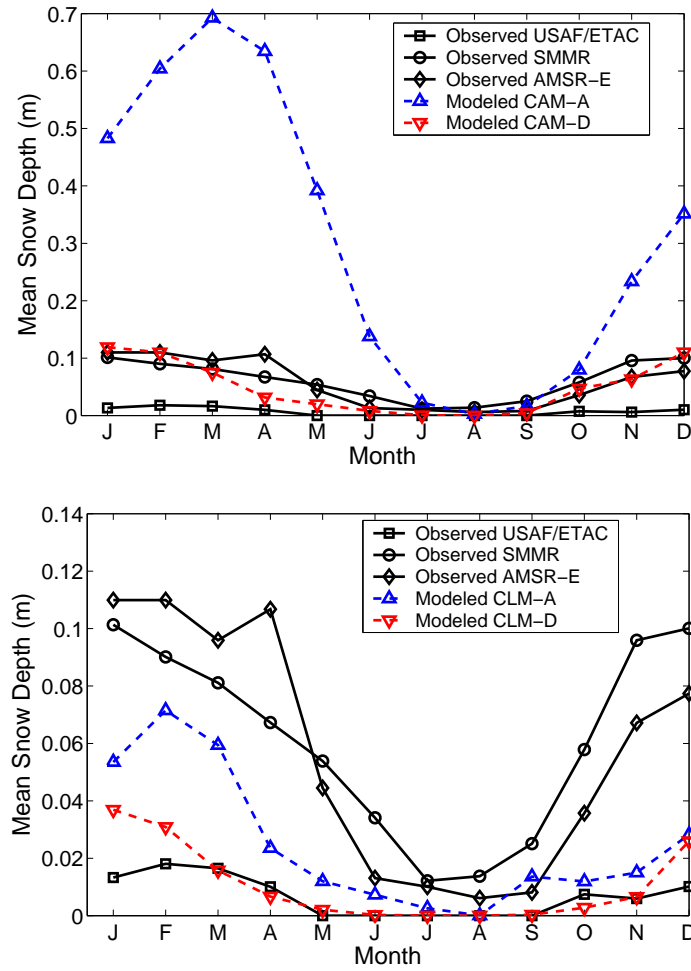 0.7
0.6
0.5
0.4
0.3
0.2
0.1
0
Mean Snow Depth (m)
Observed USAF/ETAC
Observed SMMR
Observed AMSR−E
Modeled CAM−A
Modeled CAM−D
J F M A M J J A S O N D
Month
0.14
0.12
0.1
0.08
0.06
0.04
0.02
0
Mean Snow Depth (m)
Observed USAF/ETAC
Observed SMMR
Observed AMSR−E
Modeled CLM−A
Modeled CLM−D
J F M A M J J A S O N D
Month